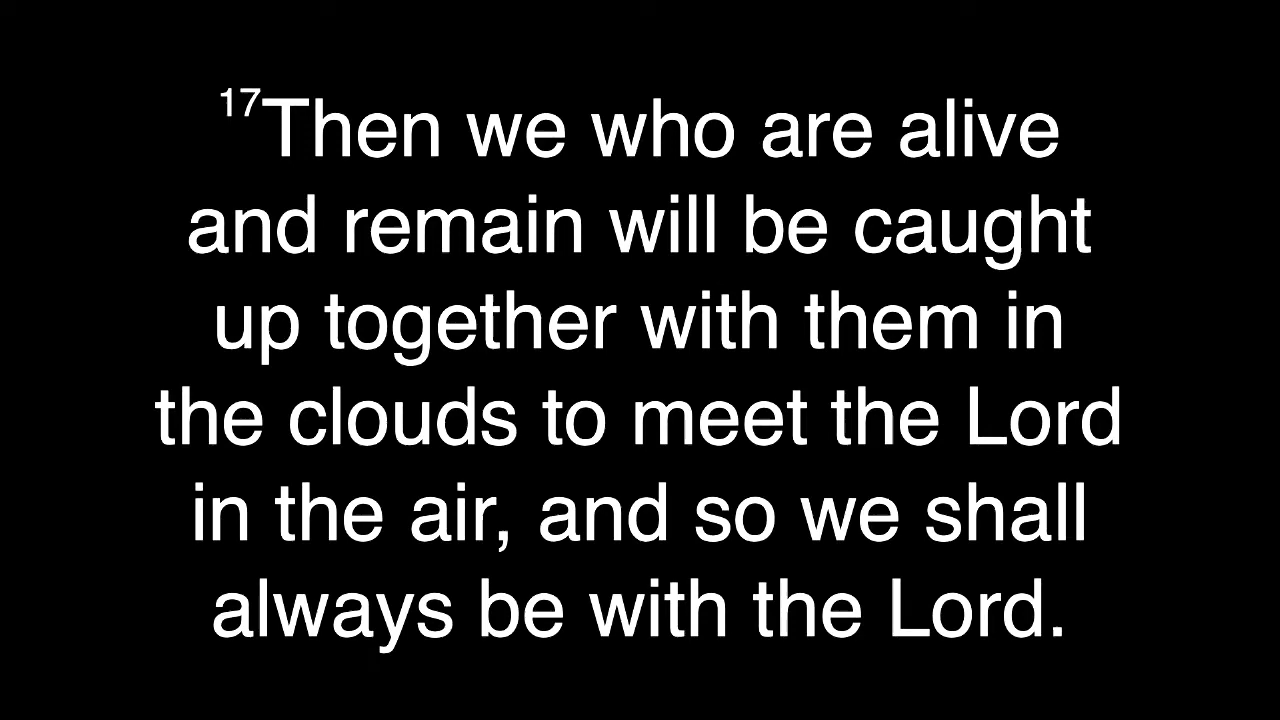 17Then we who are alive
and remain will be caught
up together with them in
the clouds to meet the Lord
in the air, and so we shall
always be with the Lord.